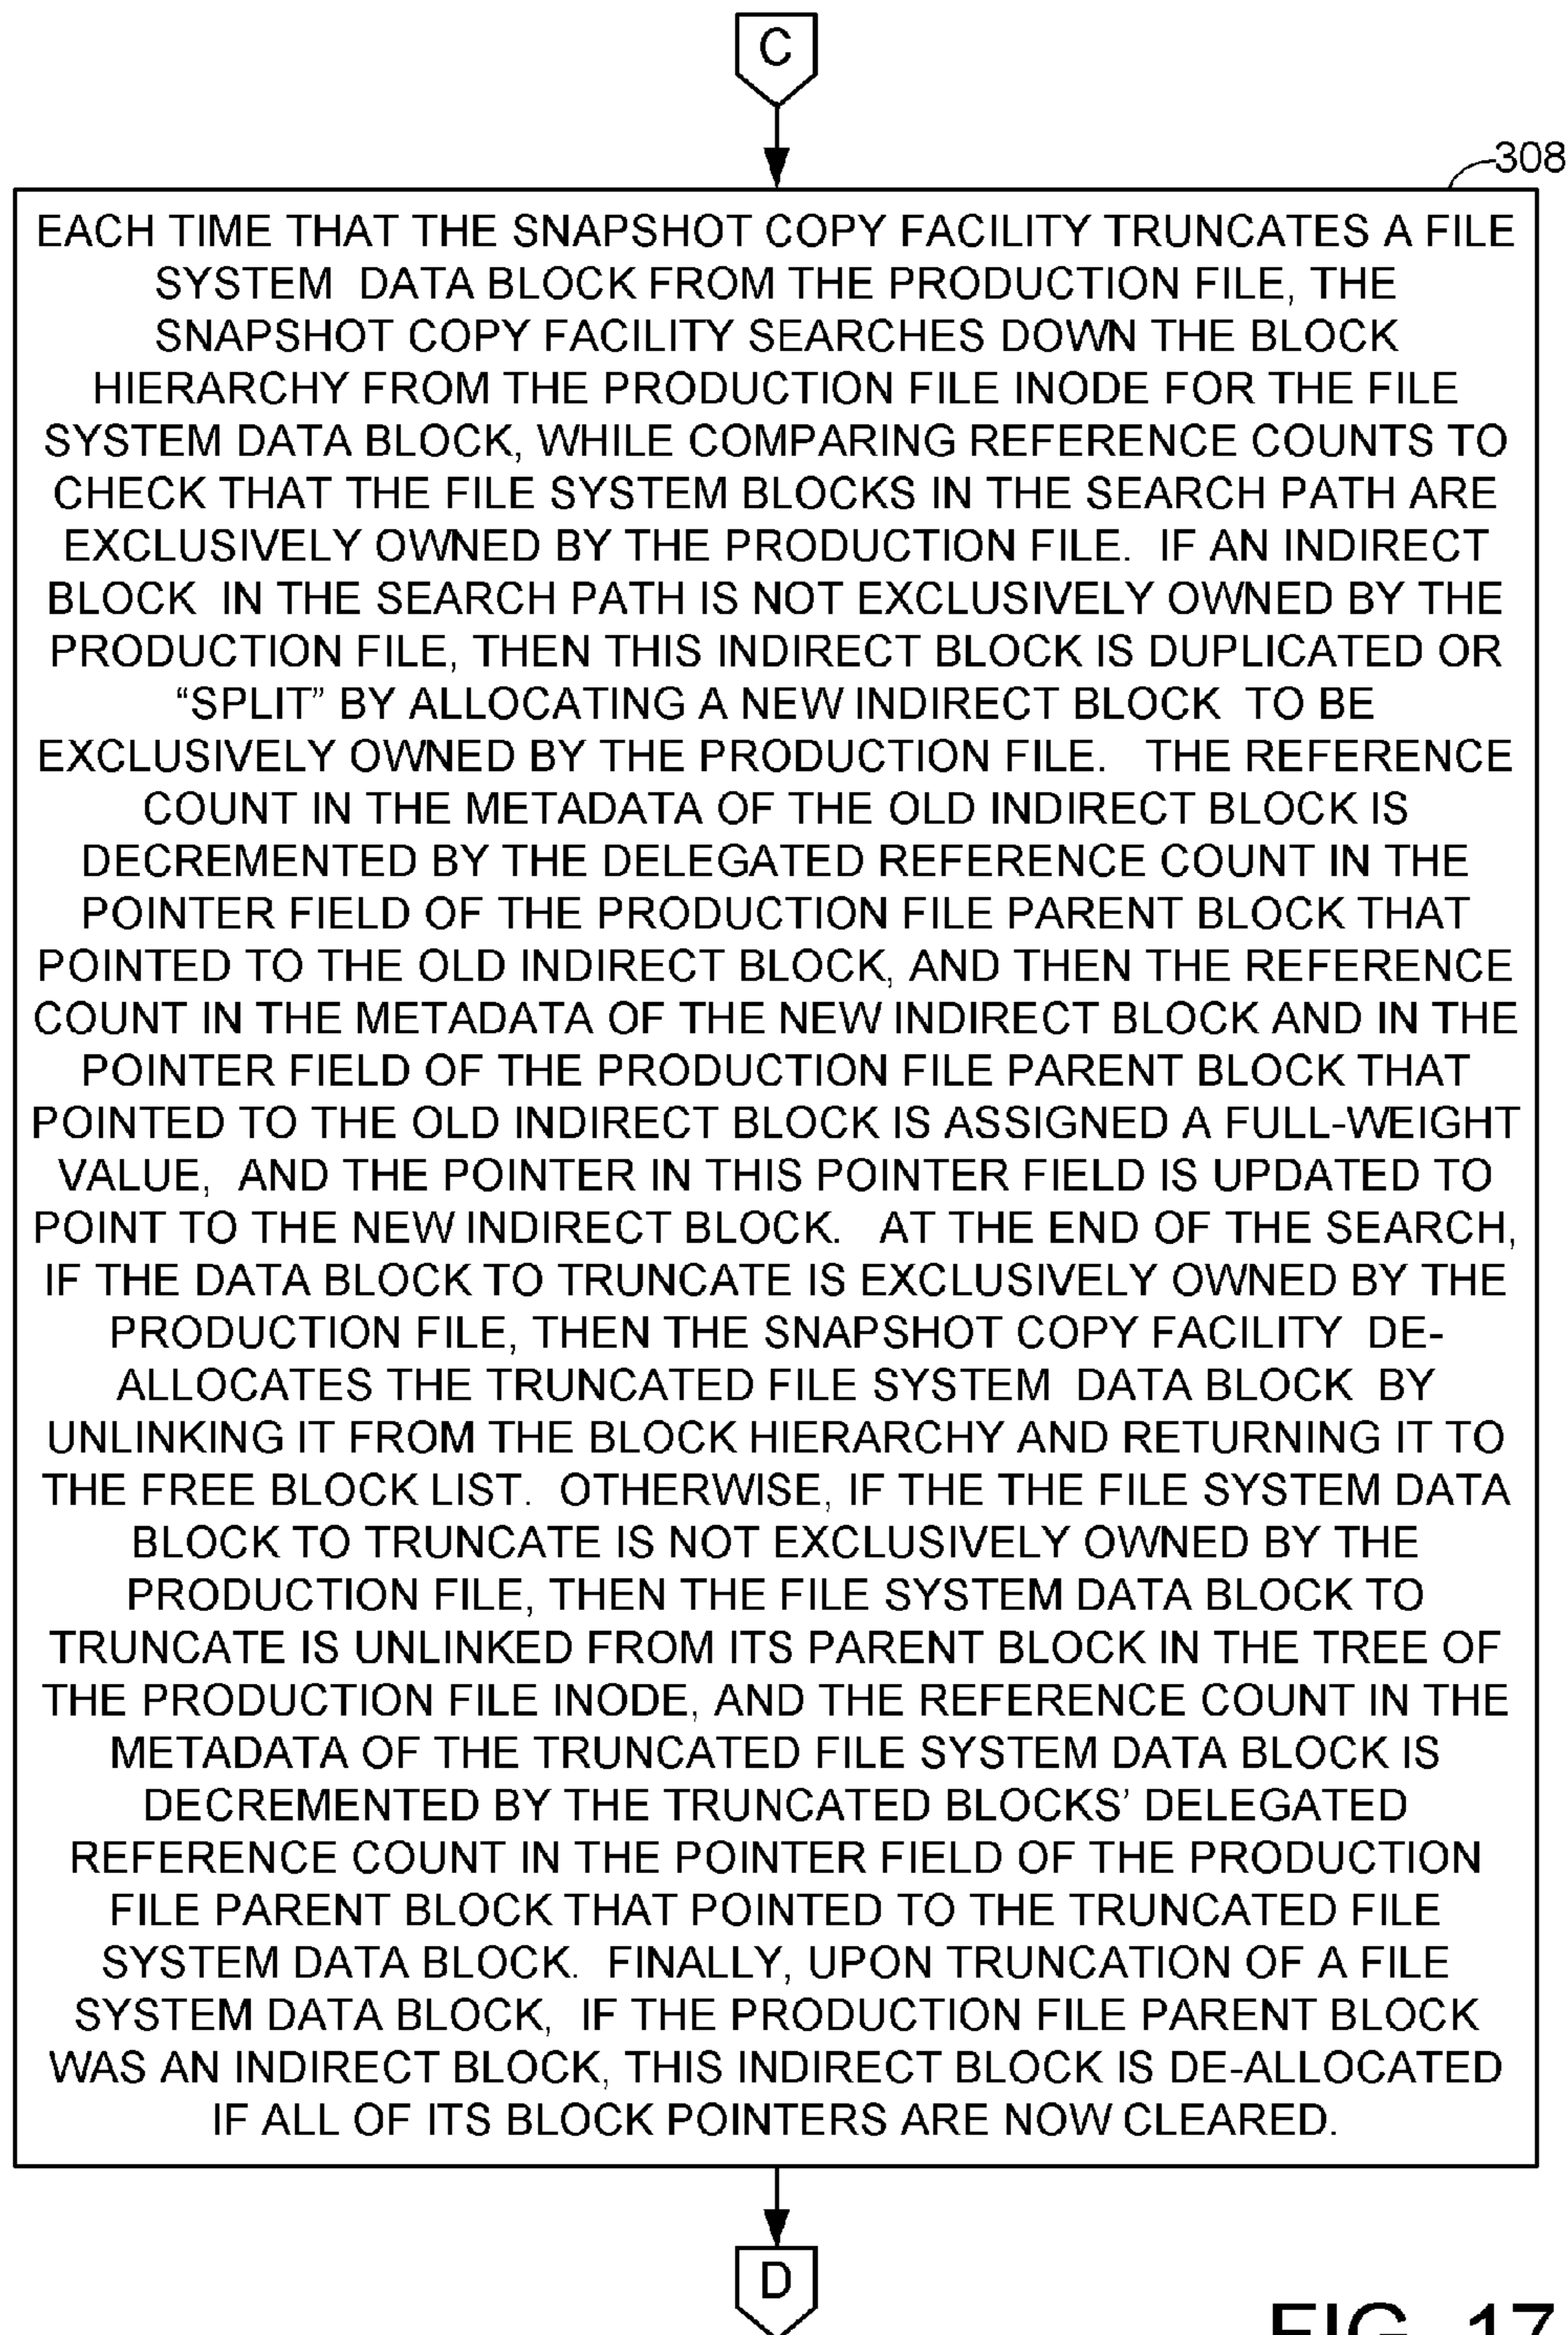 C
308
EACH TIME THAT THE SNAPSHOT COPY FACILITY TRUNCATES A FILE
SYSTEM DATA BLOCK FROM THE PRODUCTION FILE, THE
SNAPSHOT COPY FACILITY SEARCHES DOWN THE BLOCK
HIERARCHY FROM THE PRODUCTION FILE INODE FOR THE FILE
SYSTEM DATA BLOCK, WHILE COMPARING REFERENCE COUNTS TO
CHECK THAT THE FILE SYSTEM BLOCKS IN THE SEARCH PATH ARE
EXCLUSIVELY OWNED BY THE PRODUCTION FILE. IF AN INDIRECT
BLOCK IN THE SEARCH PATH IS NOT EXCLUSIVELY OWNED BY THE
PRODUCTION FILE, THEN THIS INDIRECT BLOCK IS DUPLICATED OR
“SPLIT” BY ALLOCATING A NEW INDIRECT BLOCK TO BE
EXCLUSIVELY OWNED BY THE PRODUCTION FILE. THE REFERENCE
COUNT IN THE METADATA OF THE OLD INDIRECT BLOCK IS
DECREMENTED BY THE DELEGATED REFERENCE COUNT IN THE
POINTER FIELD OF THE PRODUCTION FILE PARENT BLOCK THAT
POINTED TO THE OLD INDIRECT BLOCK, AND THEN THE REFERENCE
COUNT IN THE METADATA OF THE NEW INDIRECT BLOCK AND IN THE
POINTER FIELD OF THE PRODUCTION FILE PARENT BLOCK THAT
POINTED TO THE OLD INDIRECT BLOCK IS ASSIGNED A FULL-WEIGHT
VALUE, AND THE POINTER IN THIS POINTER FIELD IS UPDATED TO
POINT TO THE NEW INDIRECT BLOCK. AT THE END OF THE SEARCH,
IF THE DATA BLOCK TO TRUNCATE IS EXCLUSIVELY OWNED BY THE
PRODUCTION FILE, THEN THE SNAPSHOT COPY FACILITY DE-
ALLOCATES THE TRUNCATED FILE SYSTEM DATA BLOCK BY
UNLINKING IT FROM THE BLOCK HIERARCHY AND RETURNING IT TO
THE FREE BLOCK LIST. OTHERWISE, IF THE THE FILE SYSTEM DATA
BLOCK TO TRUNCATE IS NOT EXCLUSIVELY OWNED BY THE
PRODUCTION FILE, THEN THE FILE SYSTEM DATA BLOCK TO
TRUNCATE IS UNLINKED FROM ITS PARENT BLOCK IN THE TREE OF
THE PRODUCTION FILE INODE, AND THE REFERENCE COUNT IN THE
METADATA OF THE TRUNCATED FILE SYSTEM DATA BLOCK IS
DECREMENTED BY THE TRUNCATED BLOCKS’ DELEGATED
REFERENCE COUNT IN THE POINTER FIELD OF THE PRODUCTION
FILE PARENT BLOCK THAT POINTED TO THE TRUNCATED FILE
SYSTEM DATA BLOCK. FINALLY, UPON TRUNCATION OF A FILE
SYSTEM DATA BLOCK, IF THE PRODUCTION FILE PARENT BLOCK
WAS AN INDIRECT BLOCK, THIS INDIRECT BLOCK IS DE-ALLOCATED
IF ALL OF ITS BLOCK POINTERS ARE NOW CLEARED.
D
FIG. 17